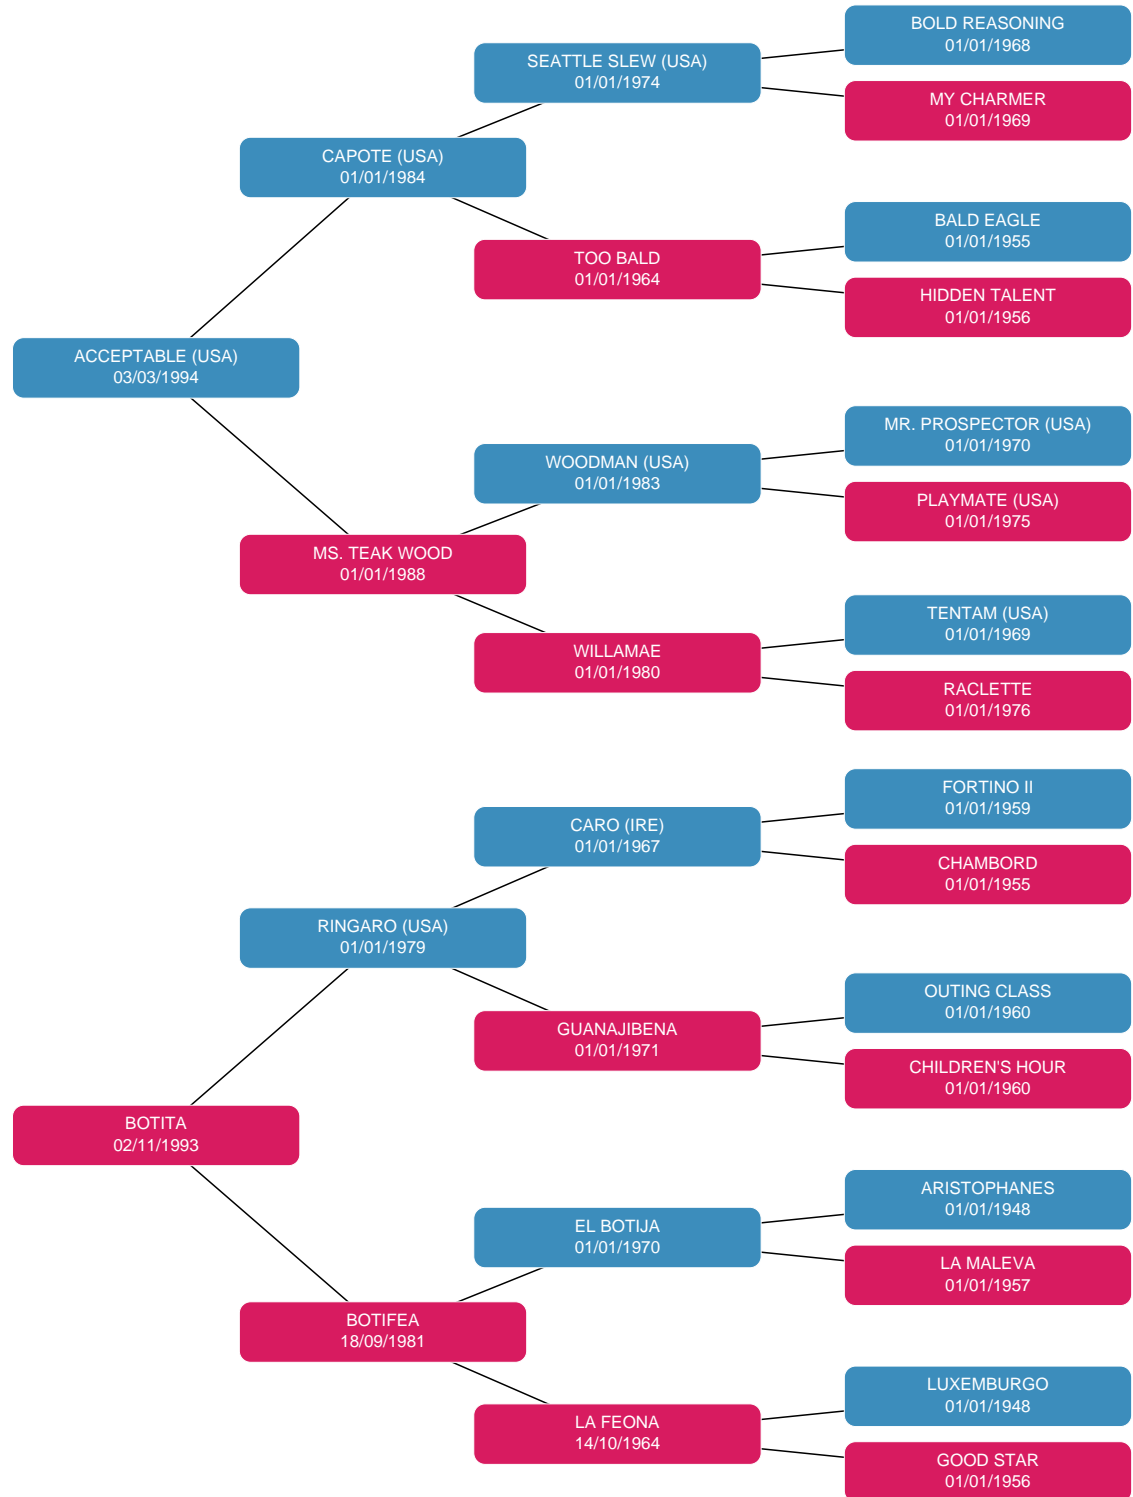 BOLD REASONING
01/01/1968
SEATTLE SLEW (USA)
01/01/1974
MY CHARMER
01/01/1969
CAPOTE (USA)
01/01/1984
BALD EAGLE
01/01/1955
TOO BALD
01/01/1964
HIDDEN TALENT
01/01/1956
ACCEPTABLE (USA)
03/03/1994
MR. PROSPECTOR (USA)
01/01/1970
WOODMAN (USA)
01/01/1983
PLAYMATE (USA)
01/01/1975
MS. TEAK WOOD
01/01/1988
TENTAM (USA)
01/01/1969
WILLAMAE
01/01/1980
RACLETTE
01/01/1976
FORTINO II
01/01/1959
CARO (IRE)
01/01/1967
CHAMBORD
01/01/1955
RINGARO (USA)
01/01/1979
OUTING CLASS
01/01/1960
GUANAJIBENA
01/01/1971
CHILDREN'S HOUR
01/01/1960
BOTITA
02/11/1993
ARISTOPHANES
01/01/1948
EL BOTIJA
01/01/1970
LA MALEVA
01/01/1957
BOTIFEA
18/09/1981
LUXEMBURGO
01/01/1948
LA FEONA
14/10/1964
GOOD STAR
01/01/1956